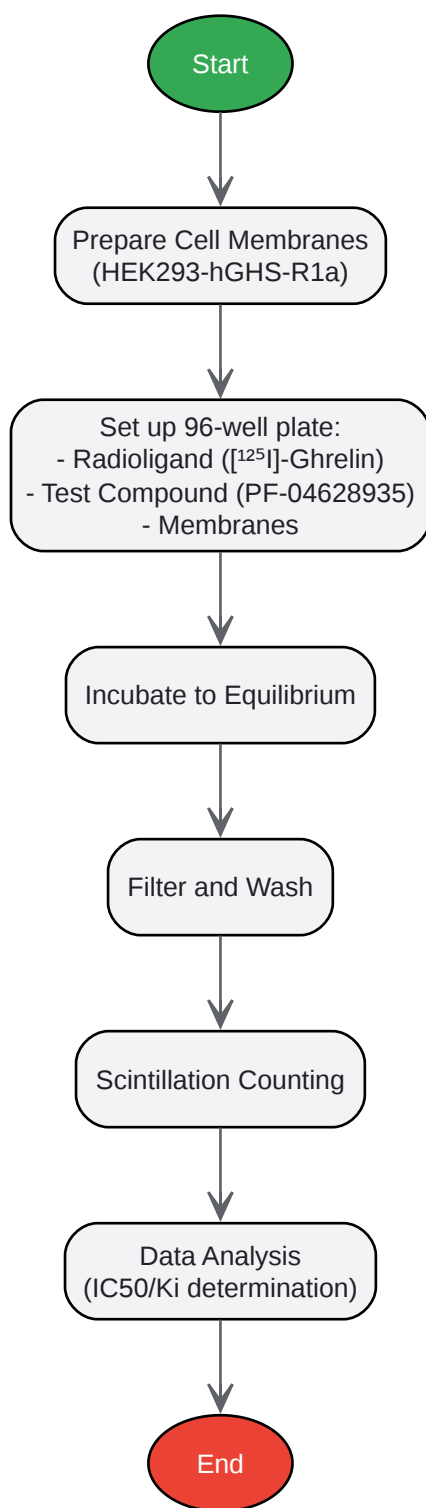 Start
Prepare Cell Membranes
(HEK293-hGHS-R1a)
Set up 96-well plate:
- Radioligand ([¹²⁵I]-Ghrelin)
- Test Compound (PF-04628935)
- Membranes
Incubate to Equilibrium
Filter and Wash
Scintillation Counting
Data Analysis
(IC50/Ki determination)
End